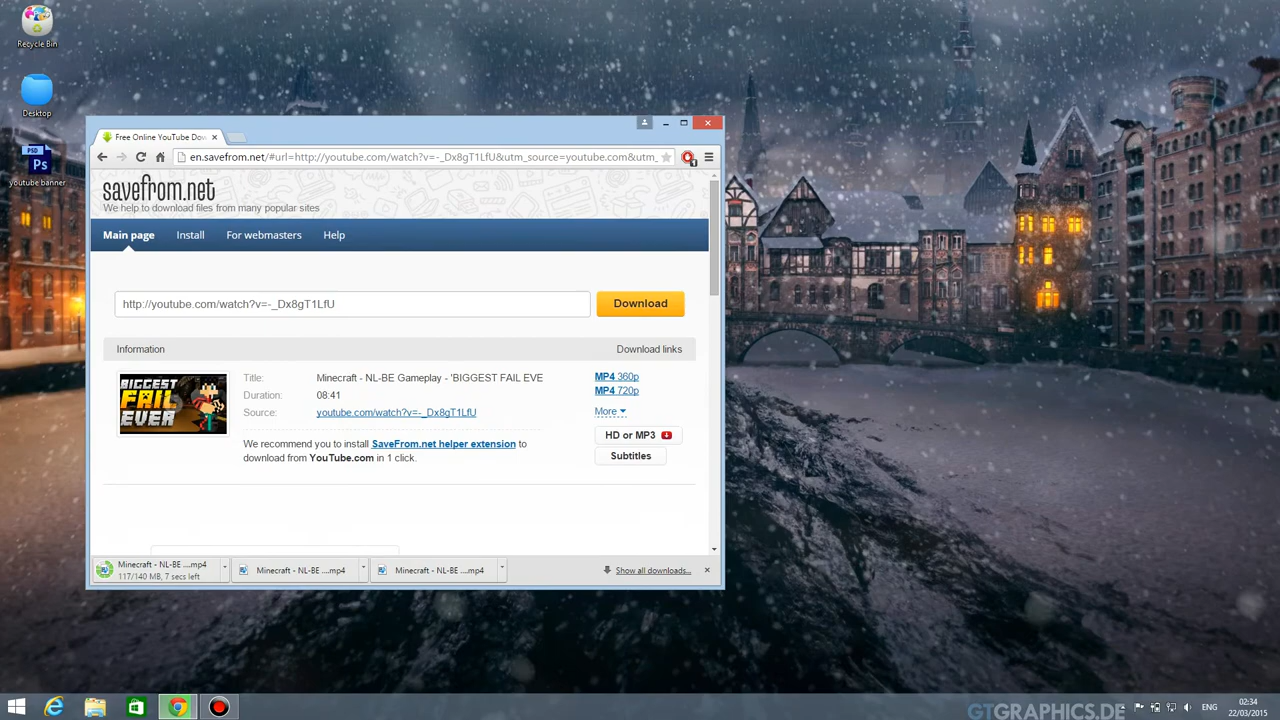 Recycle Bin
Desktop
PSD
Ps
youtube banner
Free Online YouTube Dow
en.savefrom.net/#url=http://youtube.com/watch?v=-_Dx8gT1LfU&utm_source=youtube.com&utm_
1
savefrom.net
We help to download files from many popular sites
Main page
Install
For webmasters
Help
http://youtube.com/watch?v=-_Dx8gT1LfU
Download
Information
Download links
BIGGEST
FAIL
EVER
Title:
Minecraft - NL-BE Gameplay - 'BIGGEST FAIL EVE
MP4 360p
Duration:
08:41
MP4 720p
Source:
youtube.com/watch?v=-_Dx8gT1LfU
More
We recommend you to install SaveFrom.net helper extension to
download from YouTube.com in 1 click.
HD or MP3
Subtitles
Minecraft - NL-BE ....mp4
117/140 MB, 7 secs left
Minecraft - NL-BE ....mp4
Minecraft - NL-BE ....mp4
Show all downloads...
GTGRAPHICS.DE
ENG
02:34
22/03/2015